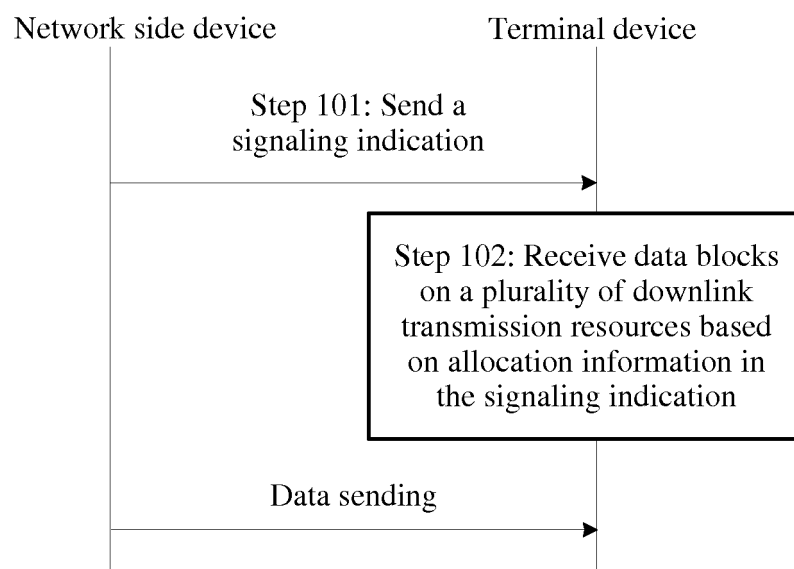 Network side device
Terminal device
Step 101: Send a
signaling indication
Step 102: Receive data blocks
on a plurality of downlink
transmission resources based
on allocation information in
the signaling indication
Data sending